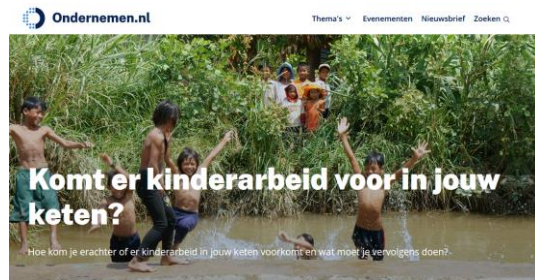 Ondernemen.nl
Thema's Evenementen Nieuwsbrief Zoeken
Komt er kinderarbeid voor in jouw
keten?
Hoe kom je erachter of er kinderarbeid in jouw keten voorkomt en wat moet je vervolgens doen?